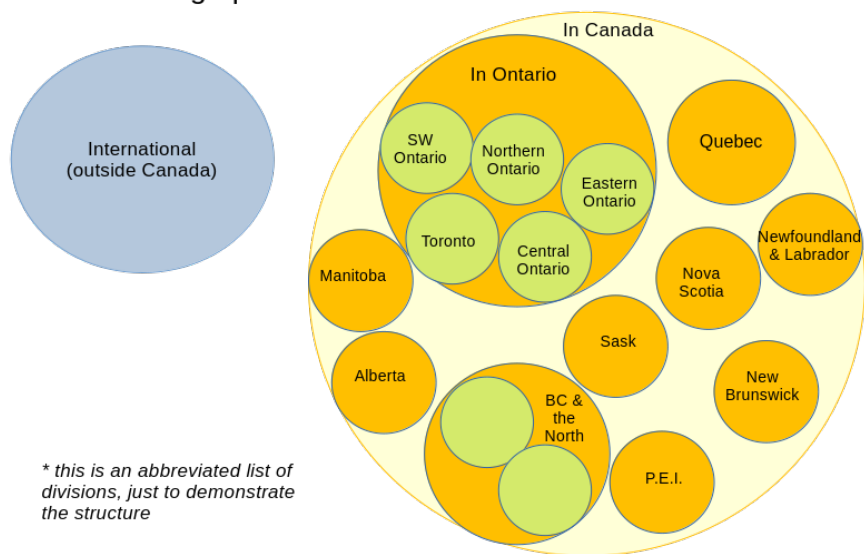 In Canada
In Ontario
International
(outside Canada)
SW
Ontario
Northern
Ontario
Eastern
Ontario
Toronto
Central
Ontario
Quebec
Newfoundland
& Labrador
Nova
Scotia
Manitoba
Sask
Alberta
New
Brunswick
BC &
the
North
P.E.I.
* this is an abbreviated list of
divisions, just to demonstrate
the structure